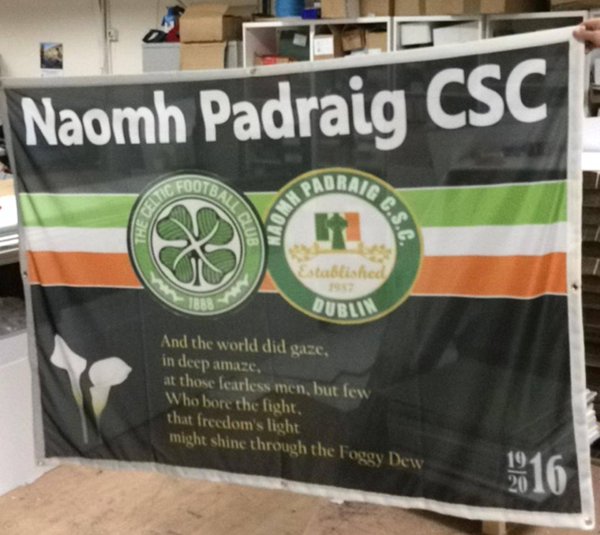 Naomh Padraig CSC
THE CELTIC FOOTBALL CLUB
1888
NAOMH PADRAIG C.S.C.
Established
1987
DUBLIN
And the world did gaze,
in deep amaze,
at those fearless men, but few
Who bore the fight,
that freedom's light
might shine through the Foggy Dew
19
20
16